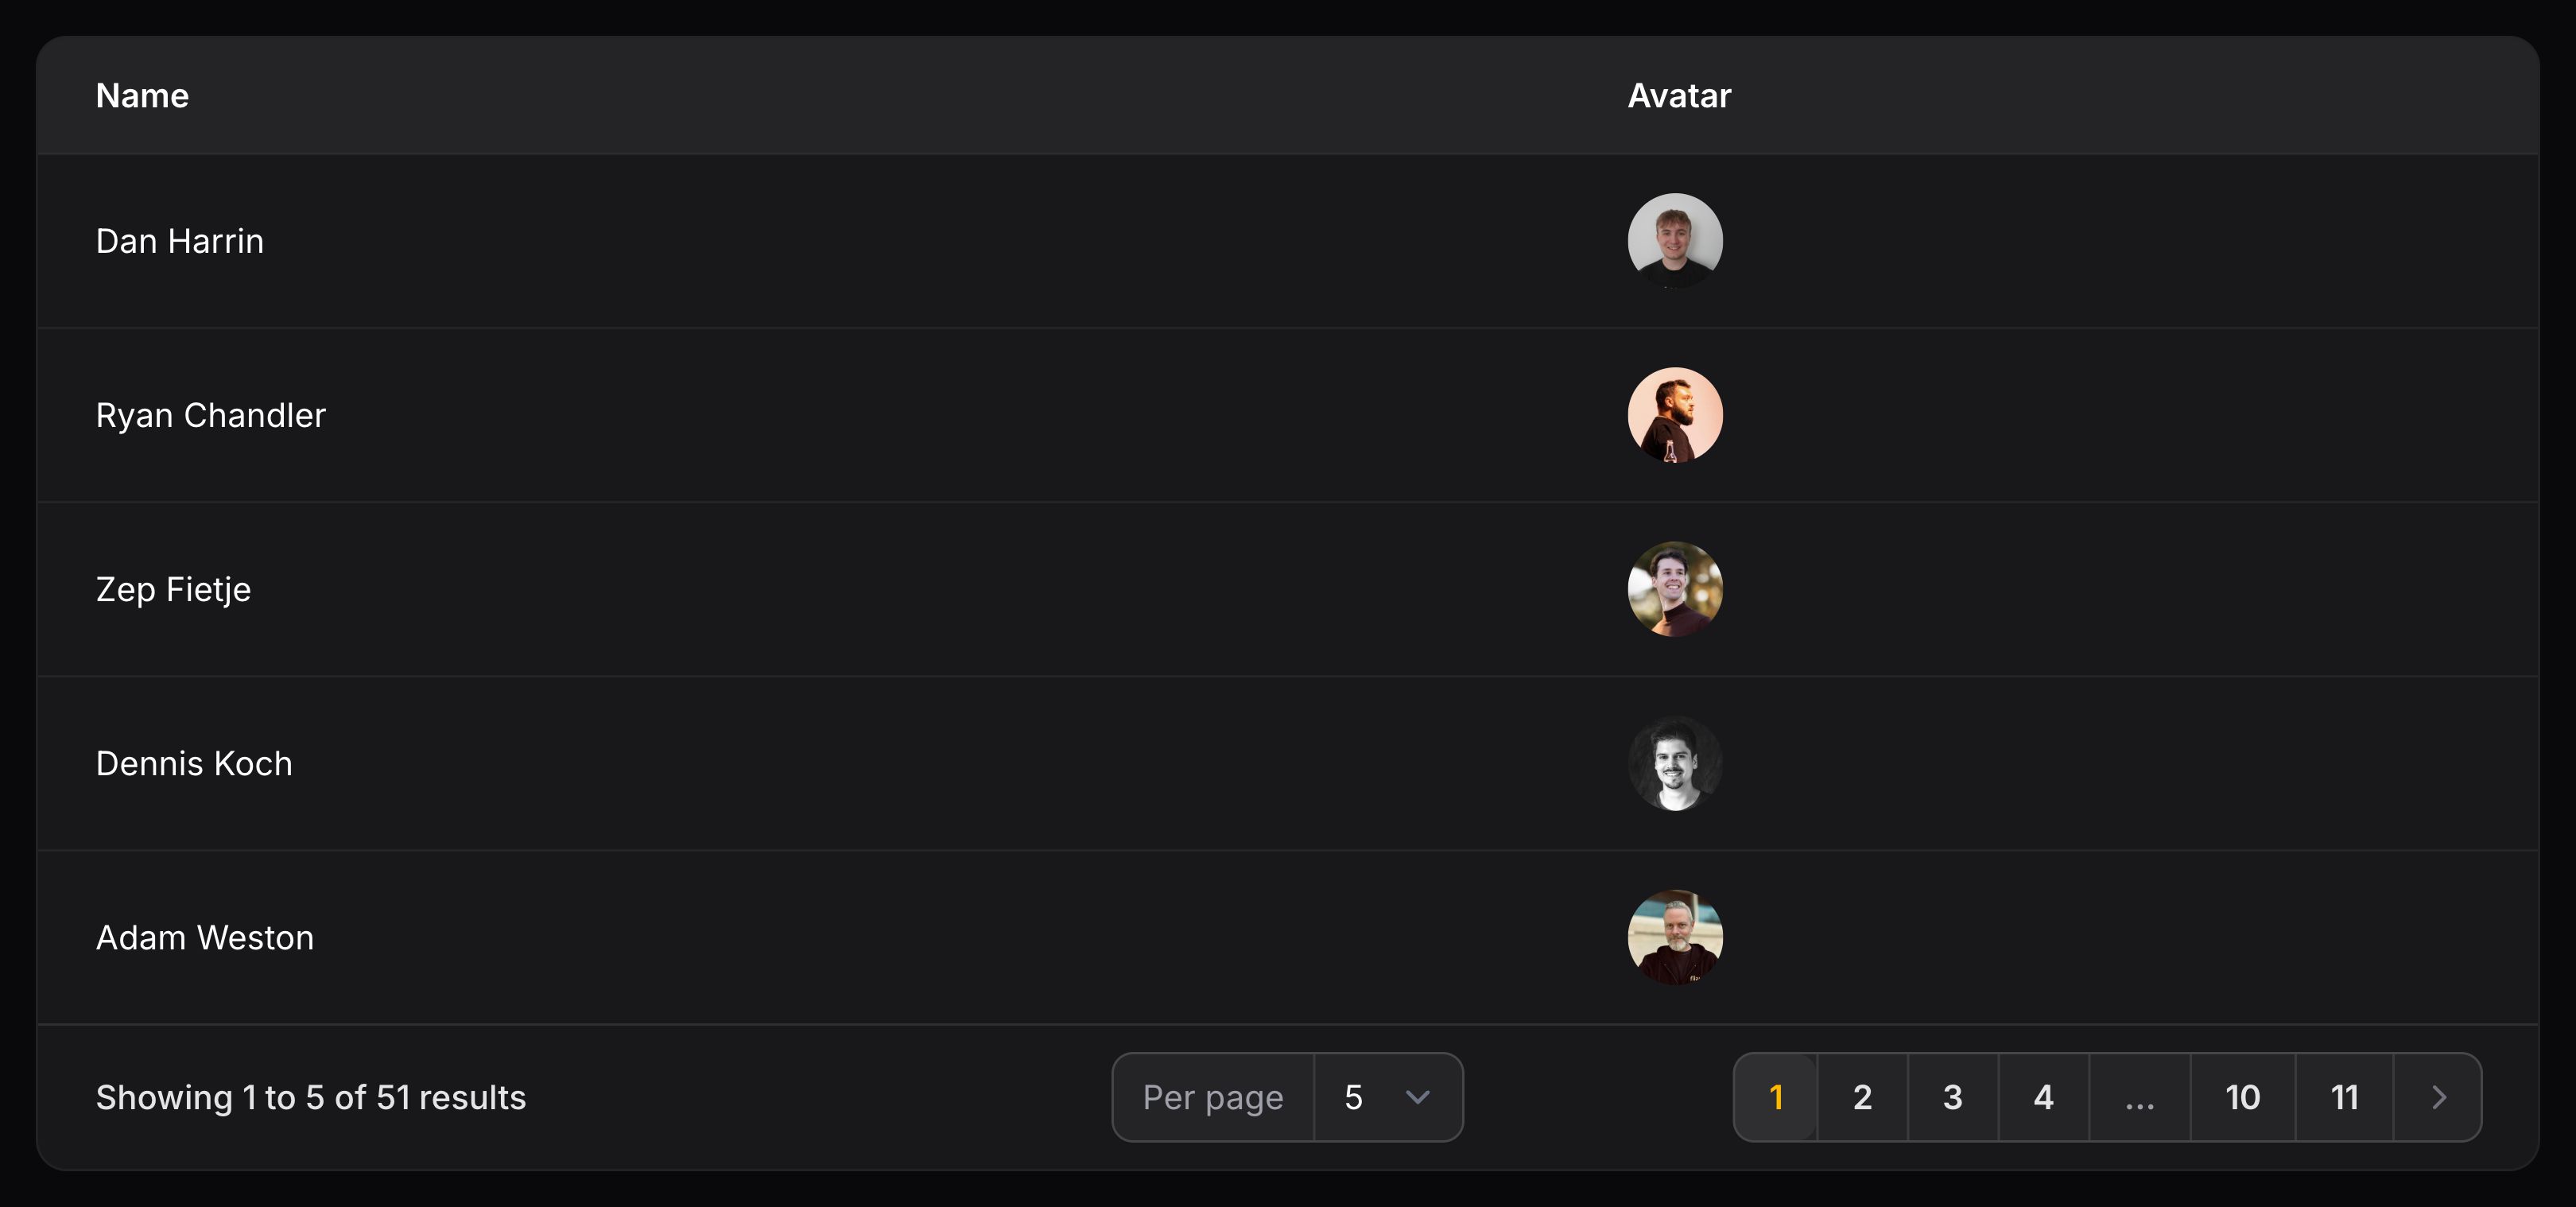 Name Avatar
Dan Harrin
Ryan Chandler
Zep Fietje
Dennis Koch
Adam Weston
Showing 1 to 5 of 51 results Per page 5 1 2 3 4 ... 10 11